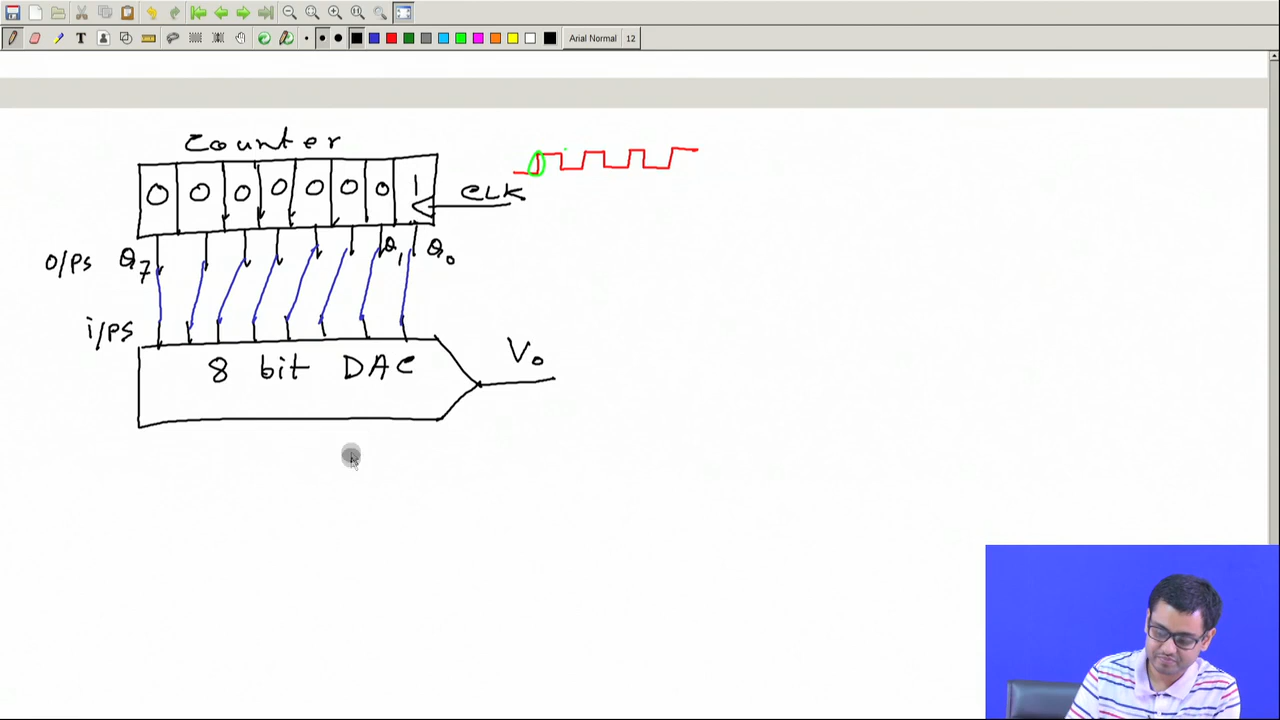 Arial Normal 12
Counter
0 0 0 0 0 0 0 1
CLK
O/Ps Q7 Q1 Q0
i/Ps
8 bit DAC
Vo